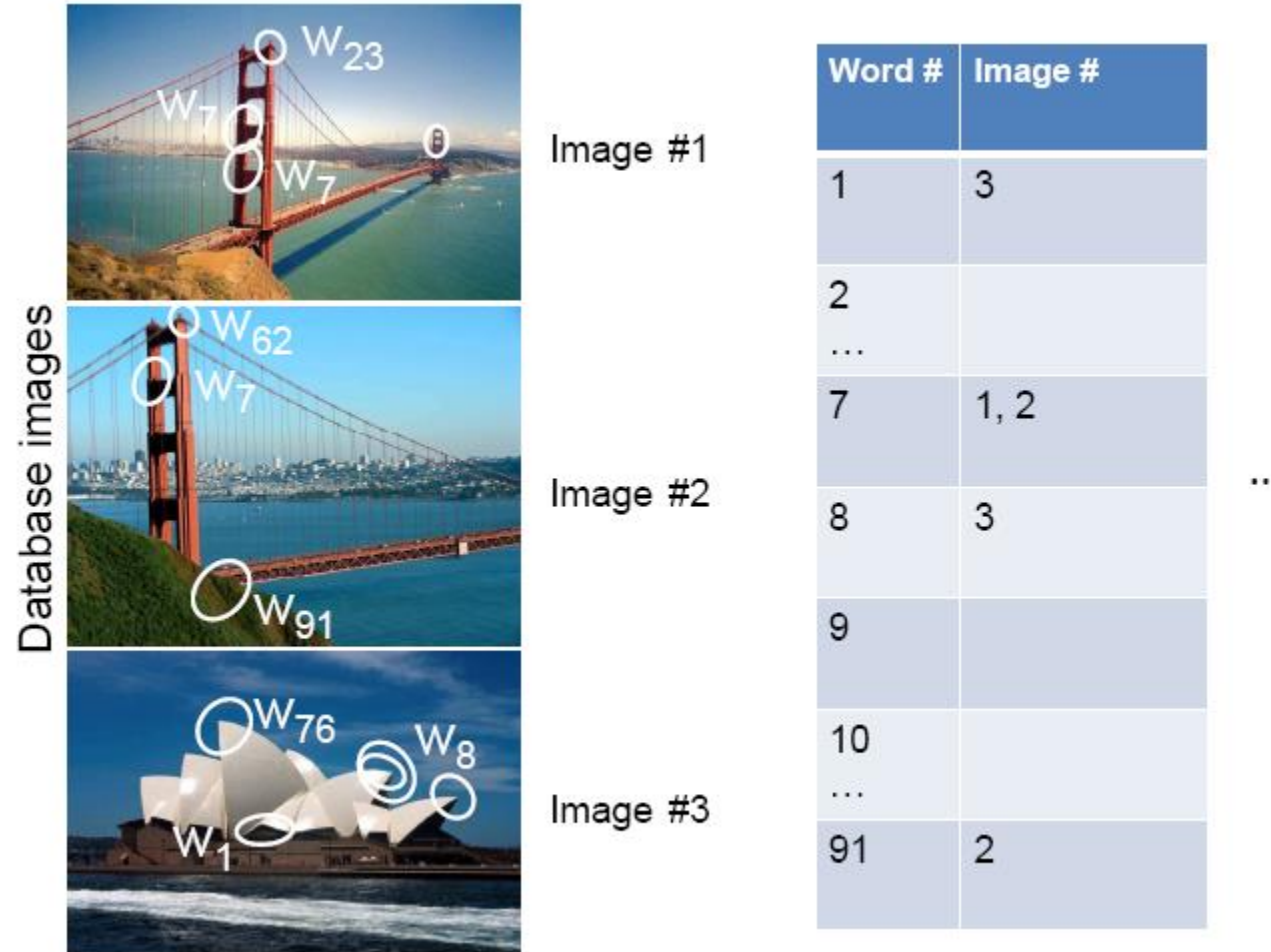 Database images
W23
W7
W7
Image #1
W62
W7
W91
Image #2
W76
W8
W1
Image #3
Word # Image #
1 3
2
…
7 1, 2
8 3
9
10
…
91 2
..